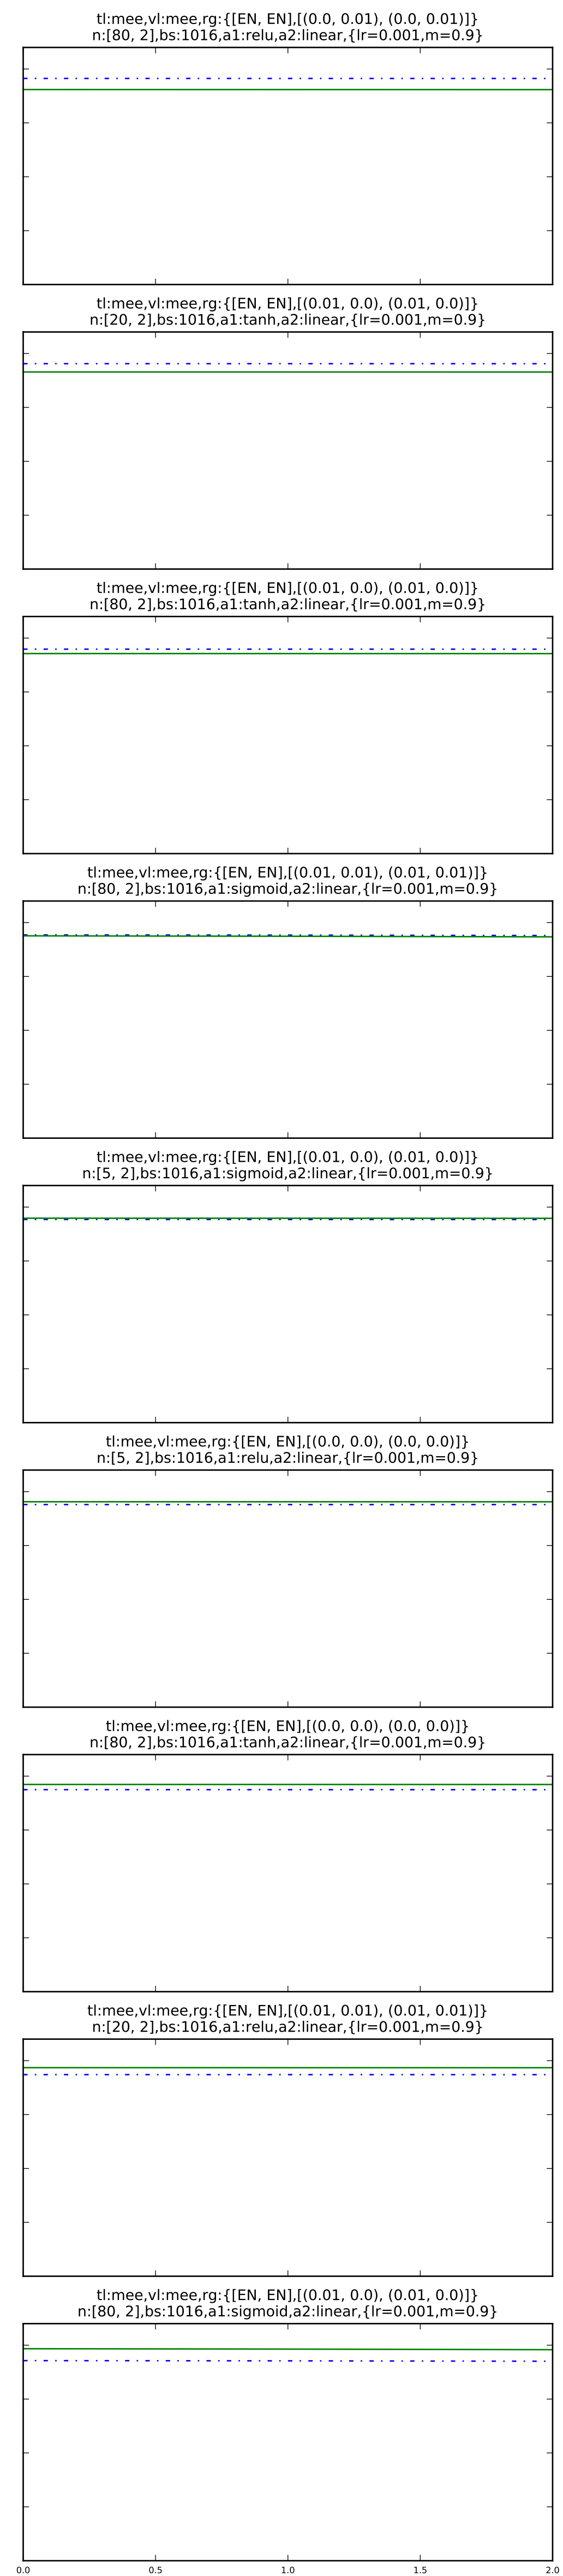 tl:mee,vl:mee,rg:{[EN, EN],[(0.0, 0.01), (0.0, 0.01)]}
n:[80, 2],bs:1016,a1:relu,a2:linear,{lr=0.001,m=0.9}
tl:mee,vl:mee,rg:{[EN, EN],[(0.01, 0.0), (0.01, 0.0)]}
n:[20, 2],bs:1016,a1:tanh,a2:linear,{lr=0.001,m=0.9}
tl:mee,vl:mee,rg:{[EN, EN],[(0.01, 0.0), (0.01, 0.0)]}
n:[80, 2],bs:1016,a1:tanh,a2:linear,{lr=0.001,m=0.9}
tl:mee,vl:mee,rg:{[EN, EN],[(0.01, 0.01), (0.01, 0.01)]}
n:[80, 2],bs:1016,a1:sigmoid,a2:linear,{lr=0.001,m=0.9}
tl:mee,vl:mee,rg:{[EN, EN],[(0.01, 0.0), (0.01, 0.0)]}
n:[5, 2],bs:1016,a1:sigmoid,a2:linear,{lr=0.001,m=0.9}
tl:mee,vl:mee,rg:{[EN, EN],[(0.0, 0.0), (0.0, 0.0)]}
n:[5, 2],bs:1016,a1:relu,a2:linear,{lr=0.001,m=0.9}
tl:mee,vl:mee,rg:{[EN, EN],[(0.0, 0.0), (0.0, 0.0)]}
n:[80, 2],bs:1016,a1:tanh,a2:linear,{lr=0.001,m=0.9}
tl:mee,vl:mee,rg:{[EN, EN],[(0.01, 0.01), (0.01, 0.01)]}
n:[20, 2],bs:1016,a1:relu,a2:linear,{lr=0.001,m=0.9}
tl:mee,vl:mee,rg:{[EN, EN],[(0.01, 0.0), (0.01, 0.0)]}
n:[80, 2],bs:1016,a1:sigmoid,a2:linear,{lr=0.001,m=0.9}
0.0 0.5 1.0 1.5 2.0